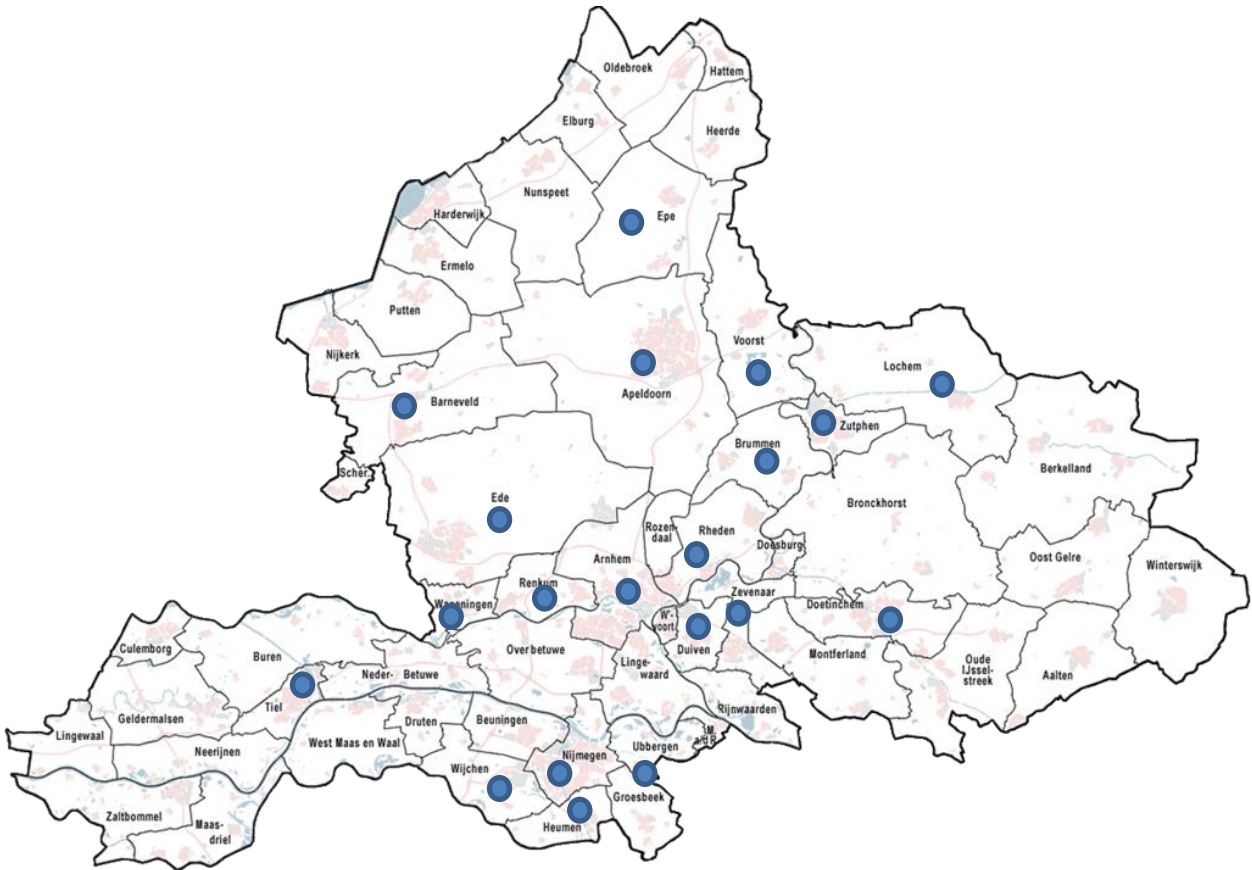 Oldebroek
Hattem
Elburg
Heerde
Nunspeet
Harderwijk
Epe
Ermelo
Putten
Nijkerk
Voorst
Lochem
Apeldoorn
Barneveld
Zutphen
Brummen
Berkelland
Scher.
Ede
Bronckhorst
Rozen-
daal
Rheden
Doesburg
Arnhem
Oost Gelre
Winterswijk
Renkum
Zevenaar
Wageningen
Doetinchem
W'-
voort
Duiven
Culemborg
Buren
Overbetuwe
Montferland
Linge-
waard
Oude
IJssel-
streek
Aalten
Neder-
Betuwe
Tiel
Rijnwaarden
Geldermalsen
Druten
Beuningen
Lingewaal
West Maas en Waal
Neerijnen
Ubbergen
M.
a/d R.
Nijmegen
Wijchen
Groesbeek
Zaltbommel
Maas-
driel
Heumen